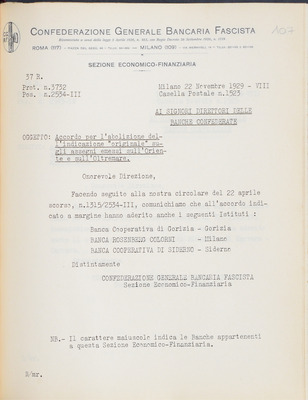 107
CONFEDERAZIONE GENERALE BANCARIA FASCISTA
ROMA (117)
MILANO (109)
SEZIONE ECONOMICO-FINANZIARIA
37 R.
Prot. n.3732
Pos. n.2534-III
Milano 22 Novembre 1929 - VIII
Casella Postale n.1523
AI SIGNORI DIRETTORI DELLE
BANCHE CONFEDERATE
OGGETTO: Accordo per l'abolizione del-
l'indicazione "originale" su-
gli assegni emessi sull'Orien-
te e sull'Oltremare.
Onorevole Direzione,
Facendo seguito alla nostra circolare del 22 aprile
scorso, n.1315/2534-III, comunichiamo che all'accordo indi-
cato a margine hanno aderito anche i seguenti Istituti :
Banca Cooperativa di Gorizia - Gorizia
BANCA ROSENBERG COLORNI - Milano
BANCA COOPERATIVA DI SIDERNO - Siderno
Distintamente
CONFEDERAZIONE GENERALE BANCARIA FASCISTA
Sezione Economico-Finanziaria
NB.- Il carattere maiuscolo indica le Banche appartenenti
a questa Sezione Economico-Finanziaria.